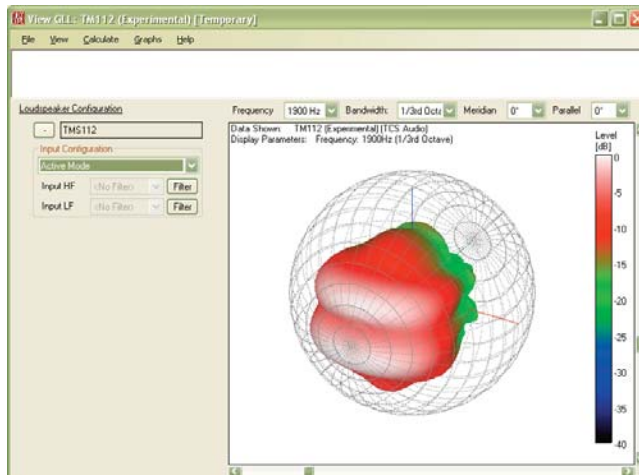 View GLL: TM112 (Experimental) [Temporary]
File View Calculate Graphs Help
Loudspeaker Configuration
- TMS112
Input Configuration
Active Mode
Input HF <No Filter> Filter
Input LF <No Filter> Filter
Frequency 1900 Hz Bandwidth: 1/3rd Octa Meridian 0° Parallel 0°
Data Shown: TM112 (Experimental) [TCS Audio]
Display Parameters: Frequency: 1900Hz (1/3rd Octave)
Level
[dB]
0
-5
-10
-15
-20
-25
-30
-35
-40